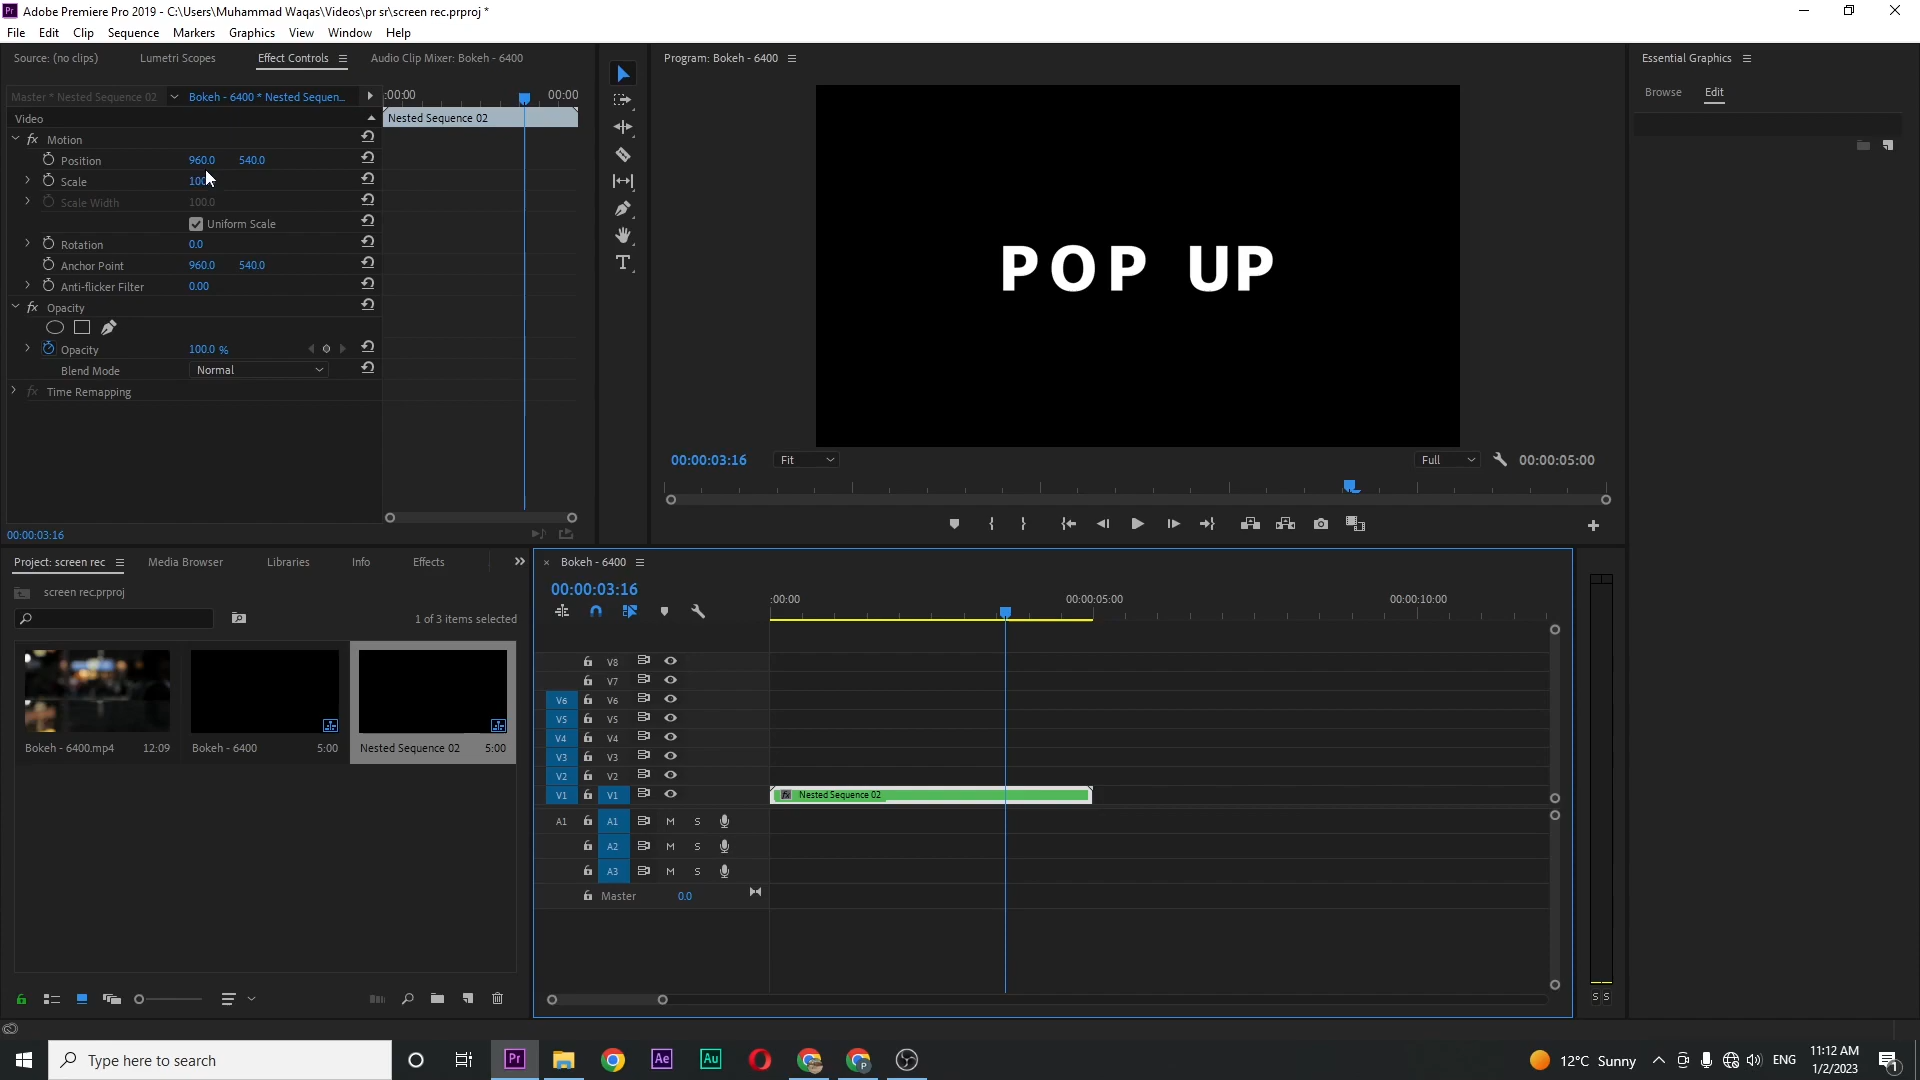 Pr Adobe Premiere Pro 2019 - C:\Users\Muhammad Waqas\Videos\pr sr\screen rec.prproj *
File Edit Clip Sequence Markers Graphics View Window Help
Source: (no clips) Lumetri Scopes Effect Controls Audio Clip Mixer: Bokeh - 6400 Program: Bokeh - 6400 Essential Graphics
Browse Edit
Master * Nested Sequence 02 Bokeh - 6400 * Nested Sequen... :00:00 00:00
Video Nested Sequence 02
fx Motion
Position 960.0 540.0
Scale
Scale Width 100.0
Uniform Scale
Rotation 0.0
Anchor Point 960.0 540.0
Anti-flicker Filter 0.00
fx Opacity
Opacity 100.0 %
Blend Mode Normal
fx Time Remapping
POP UP
00:00:03:16 Fit Full 00:00:05:00
00:00:03:16
Project: screen rec Media Browser Libraries Info Effects
screen rec.prproj
1 of 3 items selected
Bokeh - 6400.mp4 12:09 Bokeh - 6400 5:00 Nested Sequence 02 5:00
× Bokeh - 6400
00:00:03:16
:00:00 00:00:05:00 00:00:10:00
V8
V7
V6 V6
V5 V5
V4 V4
V3 V3
V2 V2
V1 V1 fx Nested Sequence 02
A1 A1 M S
A2 M S
A3 M S
Master 0.0
S S
Type here to search Pr Ae Au P 12°C Sunny ENG 11:12 AM
1/2/2023 1